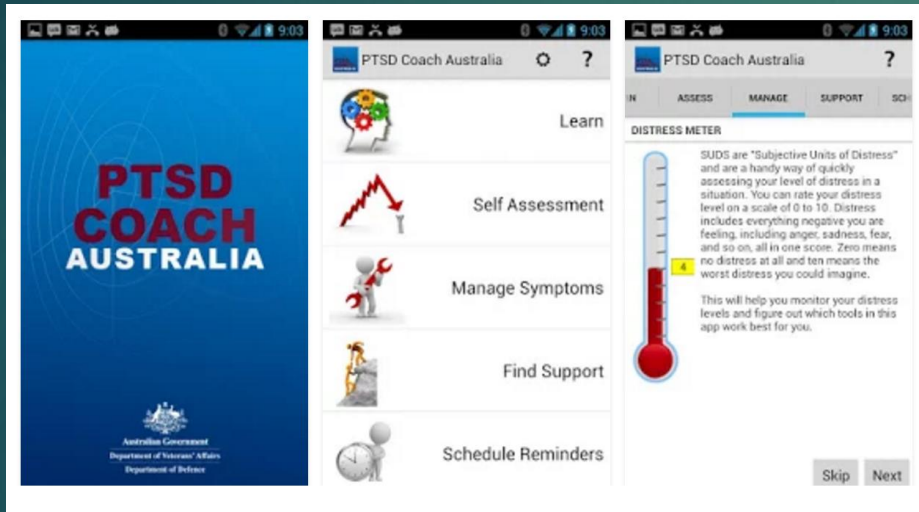 9:03
PTSD
COACH
AUSTRALIA
Australian Government
Department of Veterans' Affairs
Department of Defence
9:03
PTSD Coach Australia ?
Learn
Self Assessment
Manage Symptoms
Find Support
Schedule Reminders
9:03
PTSD Coach Australia ?
ASSESS MANAGE SUPPORT
DISTRESS METER
SUDS are "Subjective Units of Distress"
and are a handy way of quickly
assessing your level of distress in a
situation. You can rate your distress
level on a scale of 0 to 10. Distress
includes everything negative you are
feeling, including anger, sadness, fear,
and so on, all in one score. Zero means
no distress at all and ten means the
worst distress you could imagine.
4
This will help you monitor your distress
levels and figure out which tools in this
app work best for you.
Skip Next